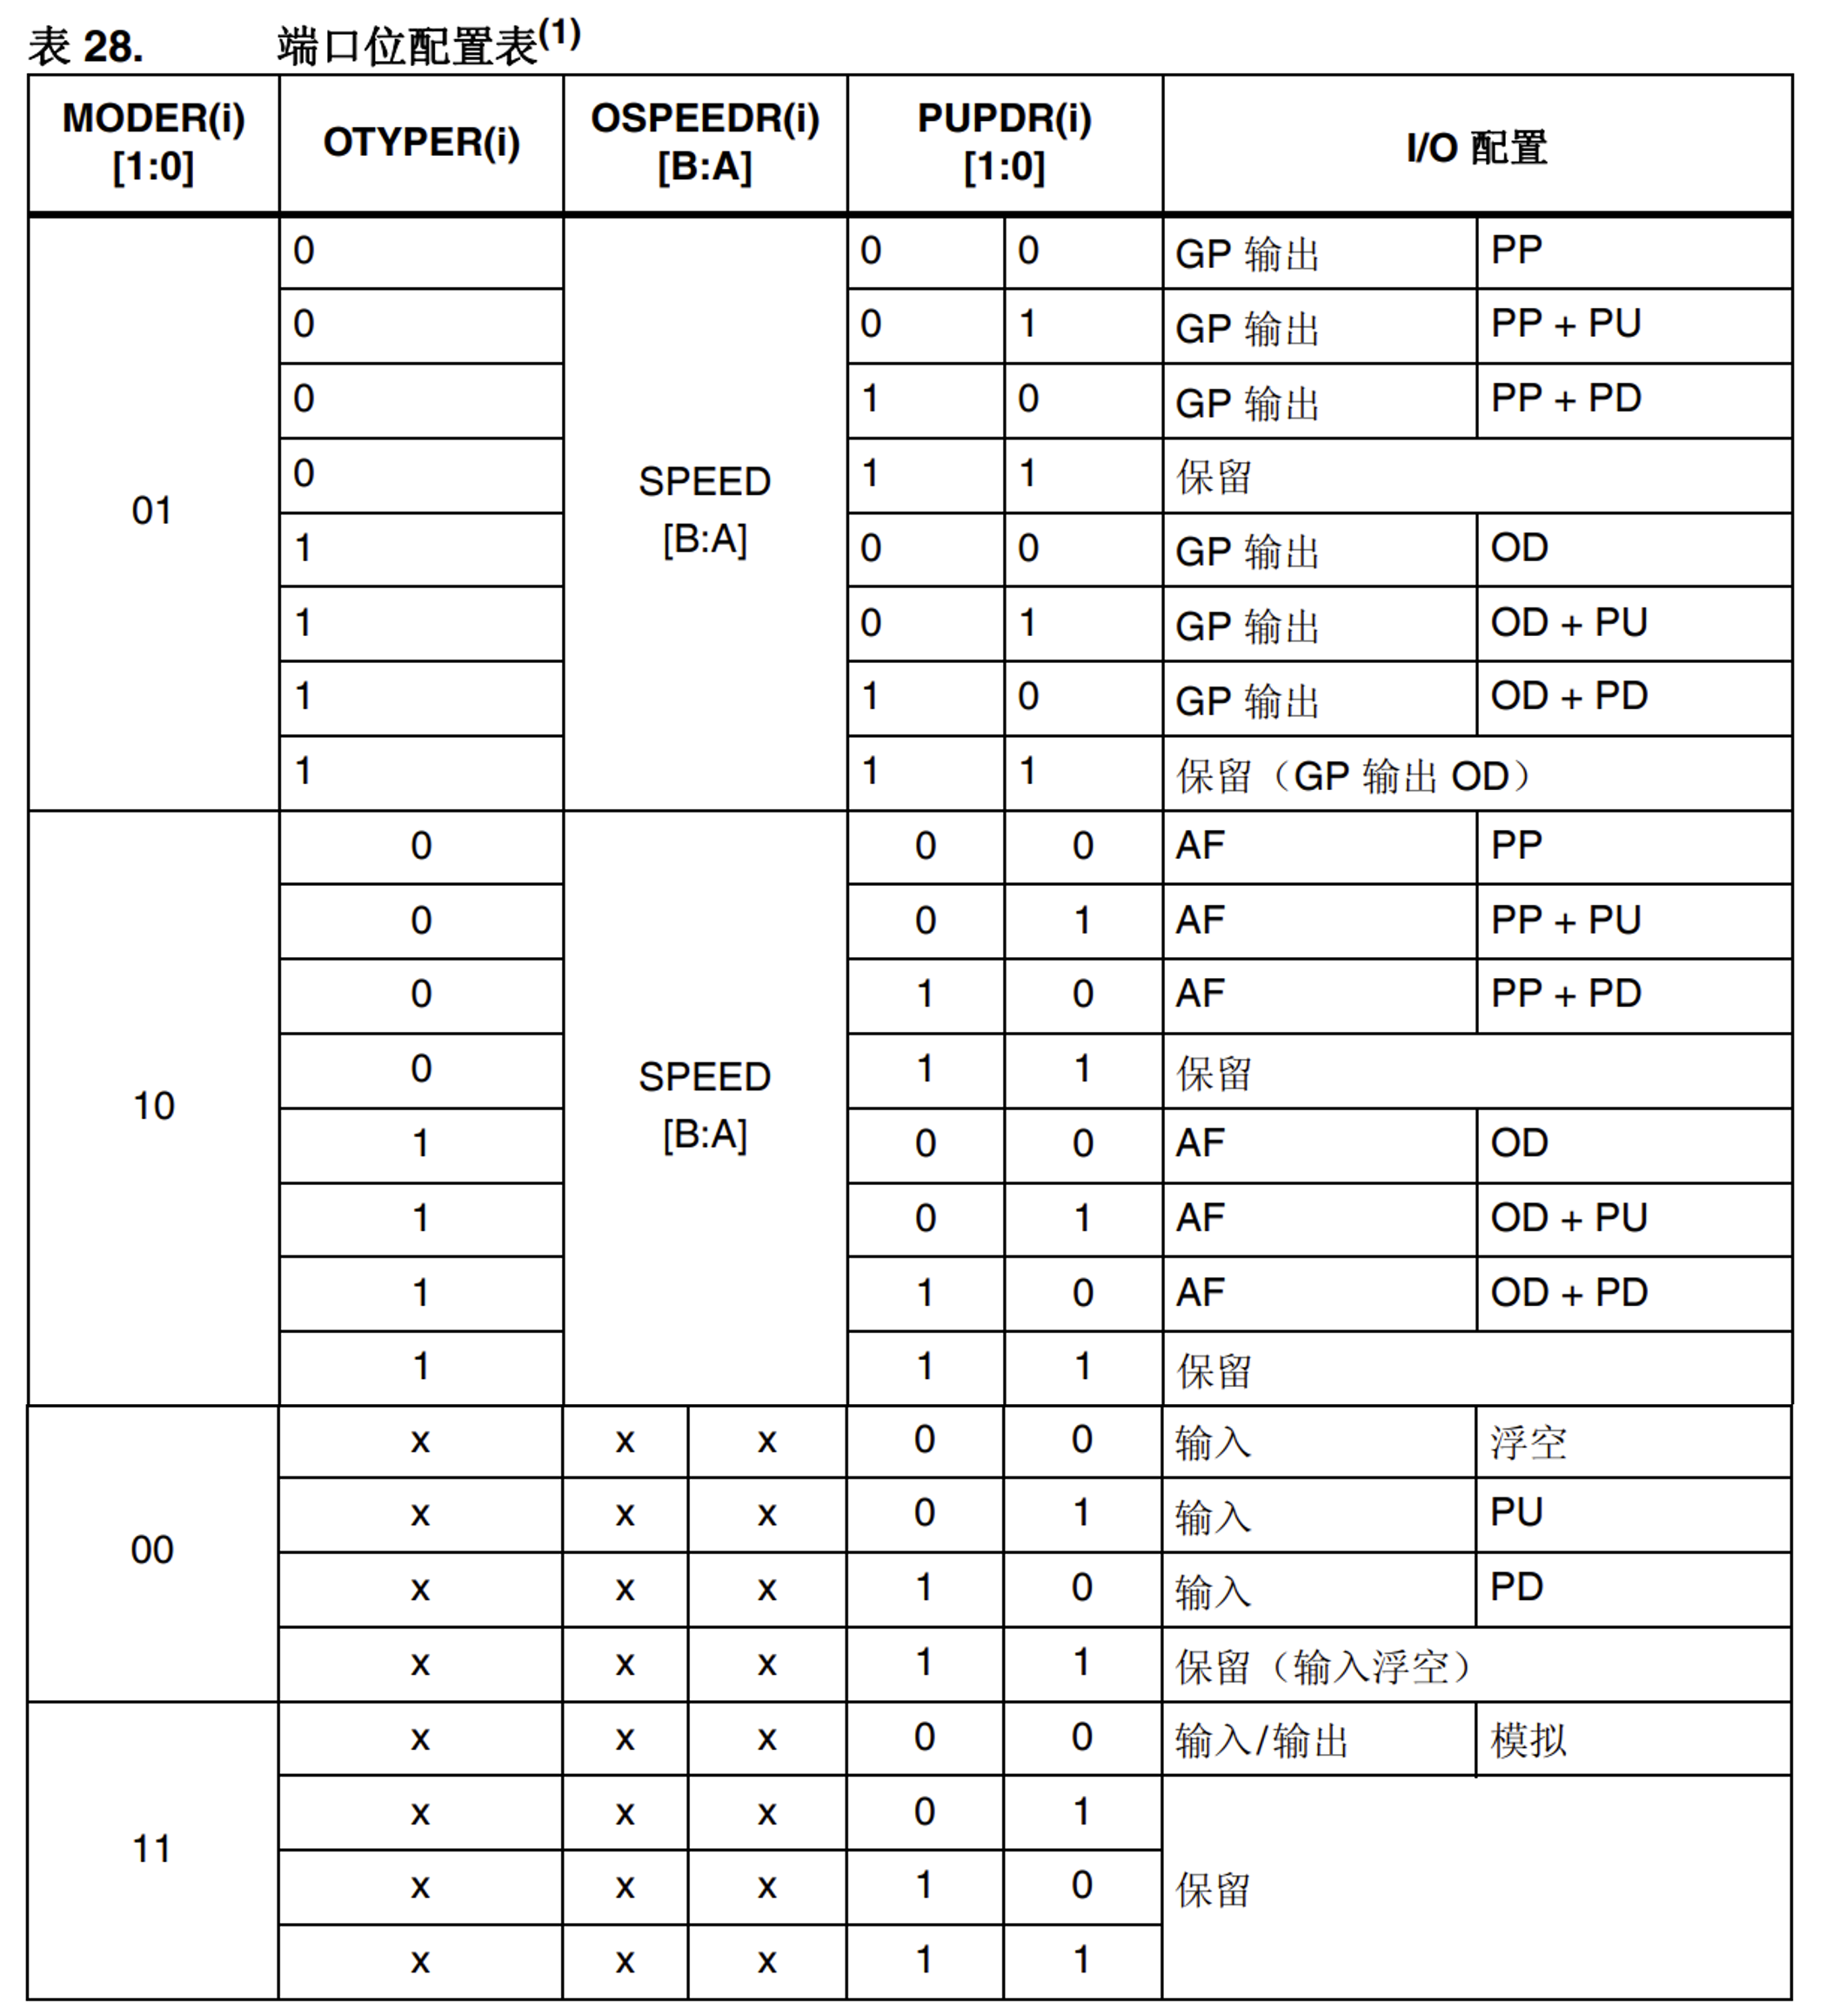 表 28. 端口位配置表(1)
MODER(i) [1:0] OTYPER(i) OSPEEDR(i) [B:A] PUPDR(i) [1:0] I/O 配置
01 0 SPEED [B:A] 0 0 GP 输出 PP
0 0 1 GP 输出 PP + PU
0 1 0 GP 输出 PP + PD
0 1 1 保留
1 0 0 GP 输出 OD
1 0 1 GP 输出 OD + PU
1 1 0 GP 输出 OD + PD
1 1 1 保留（GP 输出 OD）
10 0 SPEED [B:A] 0 0 AF PP
0 0 1 AF PP + PU
0 1 0 AF PP + PD
0 1 1 保留
1 0 0 AF OD
1 0 1 AF OD + PU
1 1 0 AF OD + PD
1 1 1 保留
00 x x x 0 0 输入 浮空
x x x 0 1 输入 PU
x x x 1 0 输入 PD
x x x 1 1 保留（输入浮空）
11 x x x 0 0 输入/输出 模拟
x x x 0 1 保留
x x x 1 0
x x x 1 1